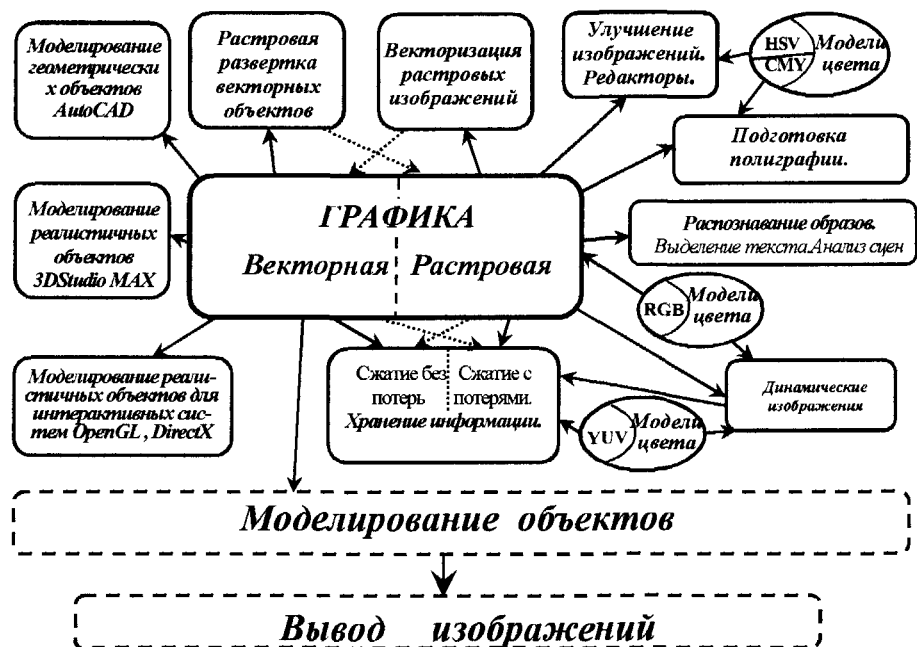 Моделирование
геометрически
х объектов
AutoCAD
Растровая
развертка
векторных
объектов
Векторизация
растровых
изображений
Улучшение
изображений.
Редакторы.
HSV
CMY
Модели
цвета
Подготовка
полиграфии.
Моделирование
реалистичных
объектов
3DStudio MAX
ГРАФИКА
Векторная Растровая
Распознавание образов.
Выделение текста.Анализ сцен
RGB
Модели
цвета
Моделирование реали-
стичных объектов для
интерактивных сис-
тем OpenGL , DirectX
Сжатие без
потерь
Сжатие с
потерями.
Хранение информации.
YUV
Модели
цвета
Динамические
изображения
Моделирование объектов
Вывод изображений